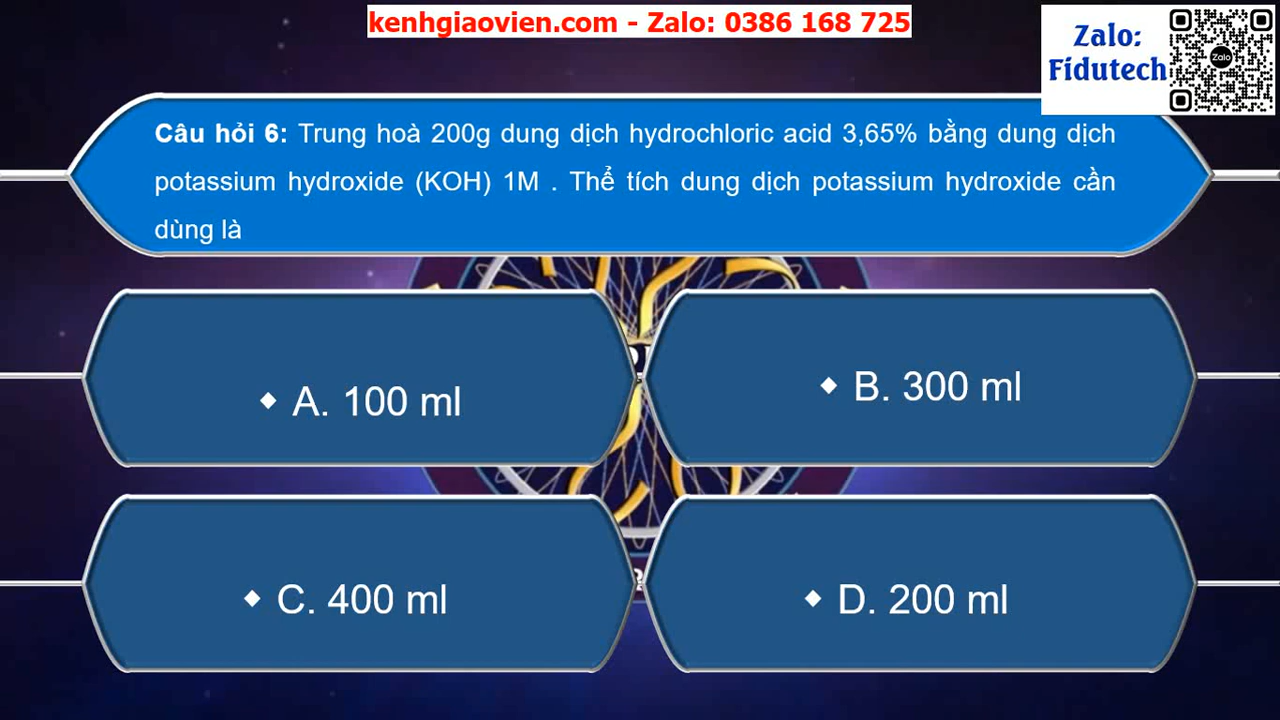 kenhgiaovien.com - Zalo: 0386 168 725
Zalo:
Fidutech
Zalo
Câu hỏi 6: Trung hoà 200g dung dịch hydrochloric acid 3,65% bằng dung dịch
potassium hydroxide (KOH) 1M . Thể tích dung dịch potassium hydroxide cần
dùng là
A. 100 ml
B. 300 ml
C. 400 ml
D. 200 ml